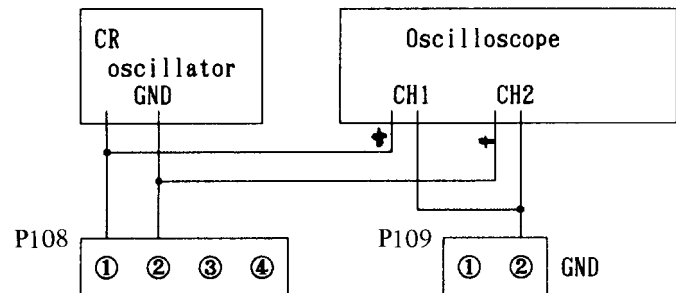 CR
oscillator
GND
Oscilloscope
CH1 CH2
+ -
P108
① ② ③ ④
P109
① ② GND